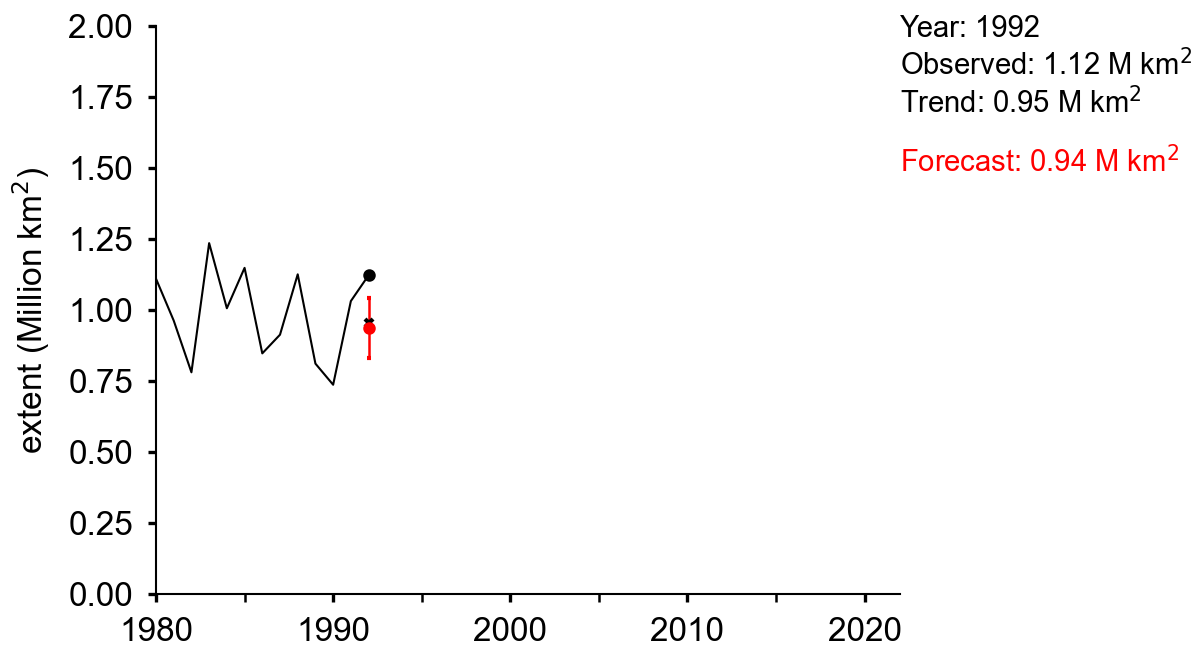 2.00
1.75
1.50
1.25
1.00
0.75
0.50
0.25
0.00
extent (Million km²)
1980 1990 2000 2010 2020
Year: 1992
Observed: 1.12 M km²
Trend: 0.95 M km²
Forecast: 0.94 M km²